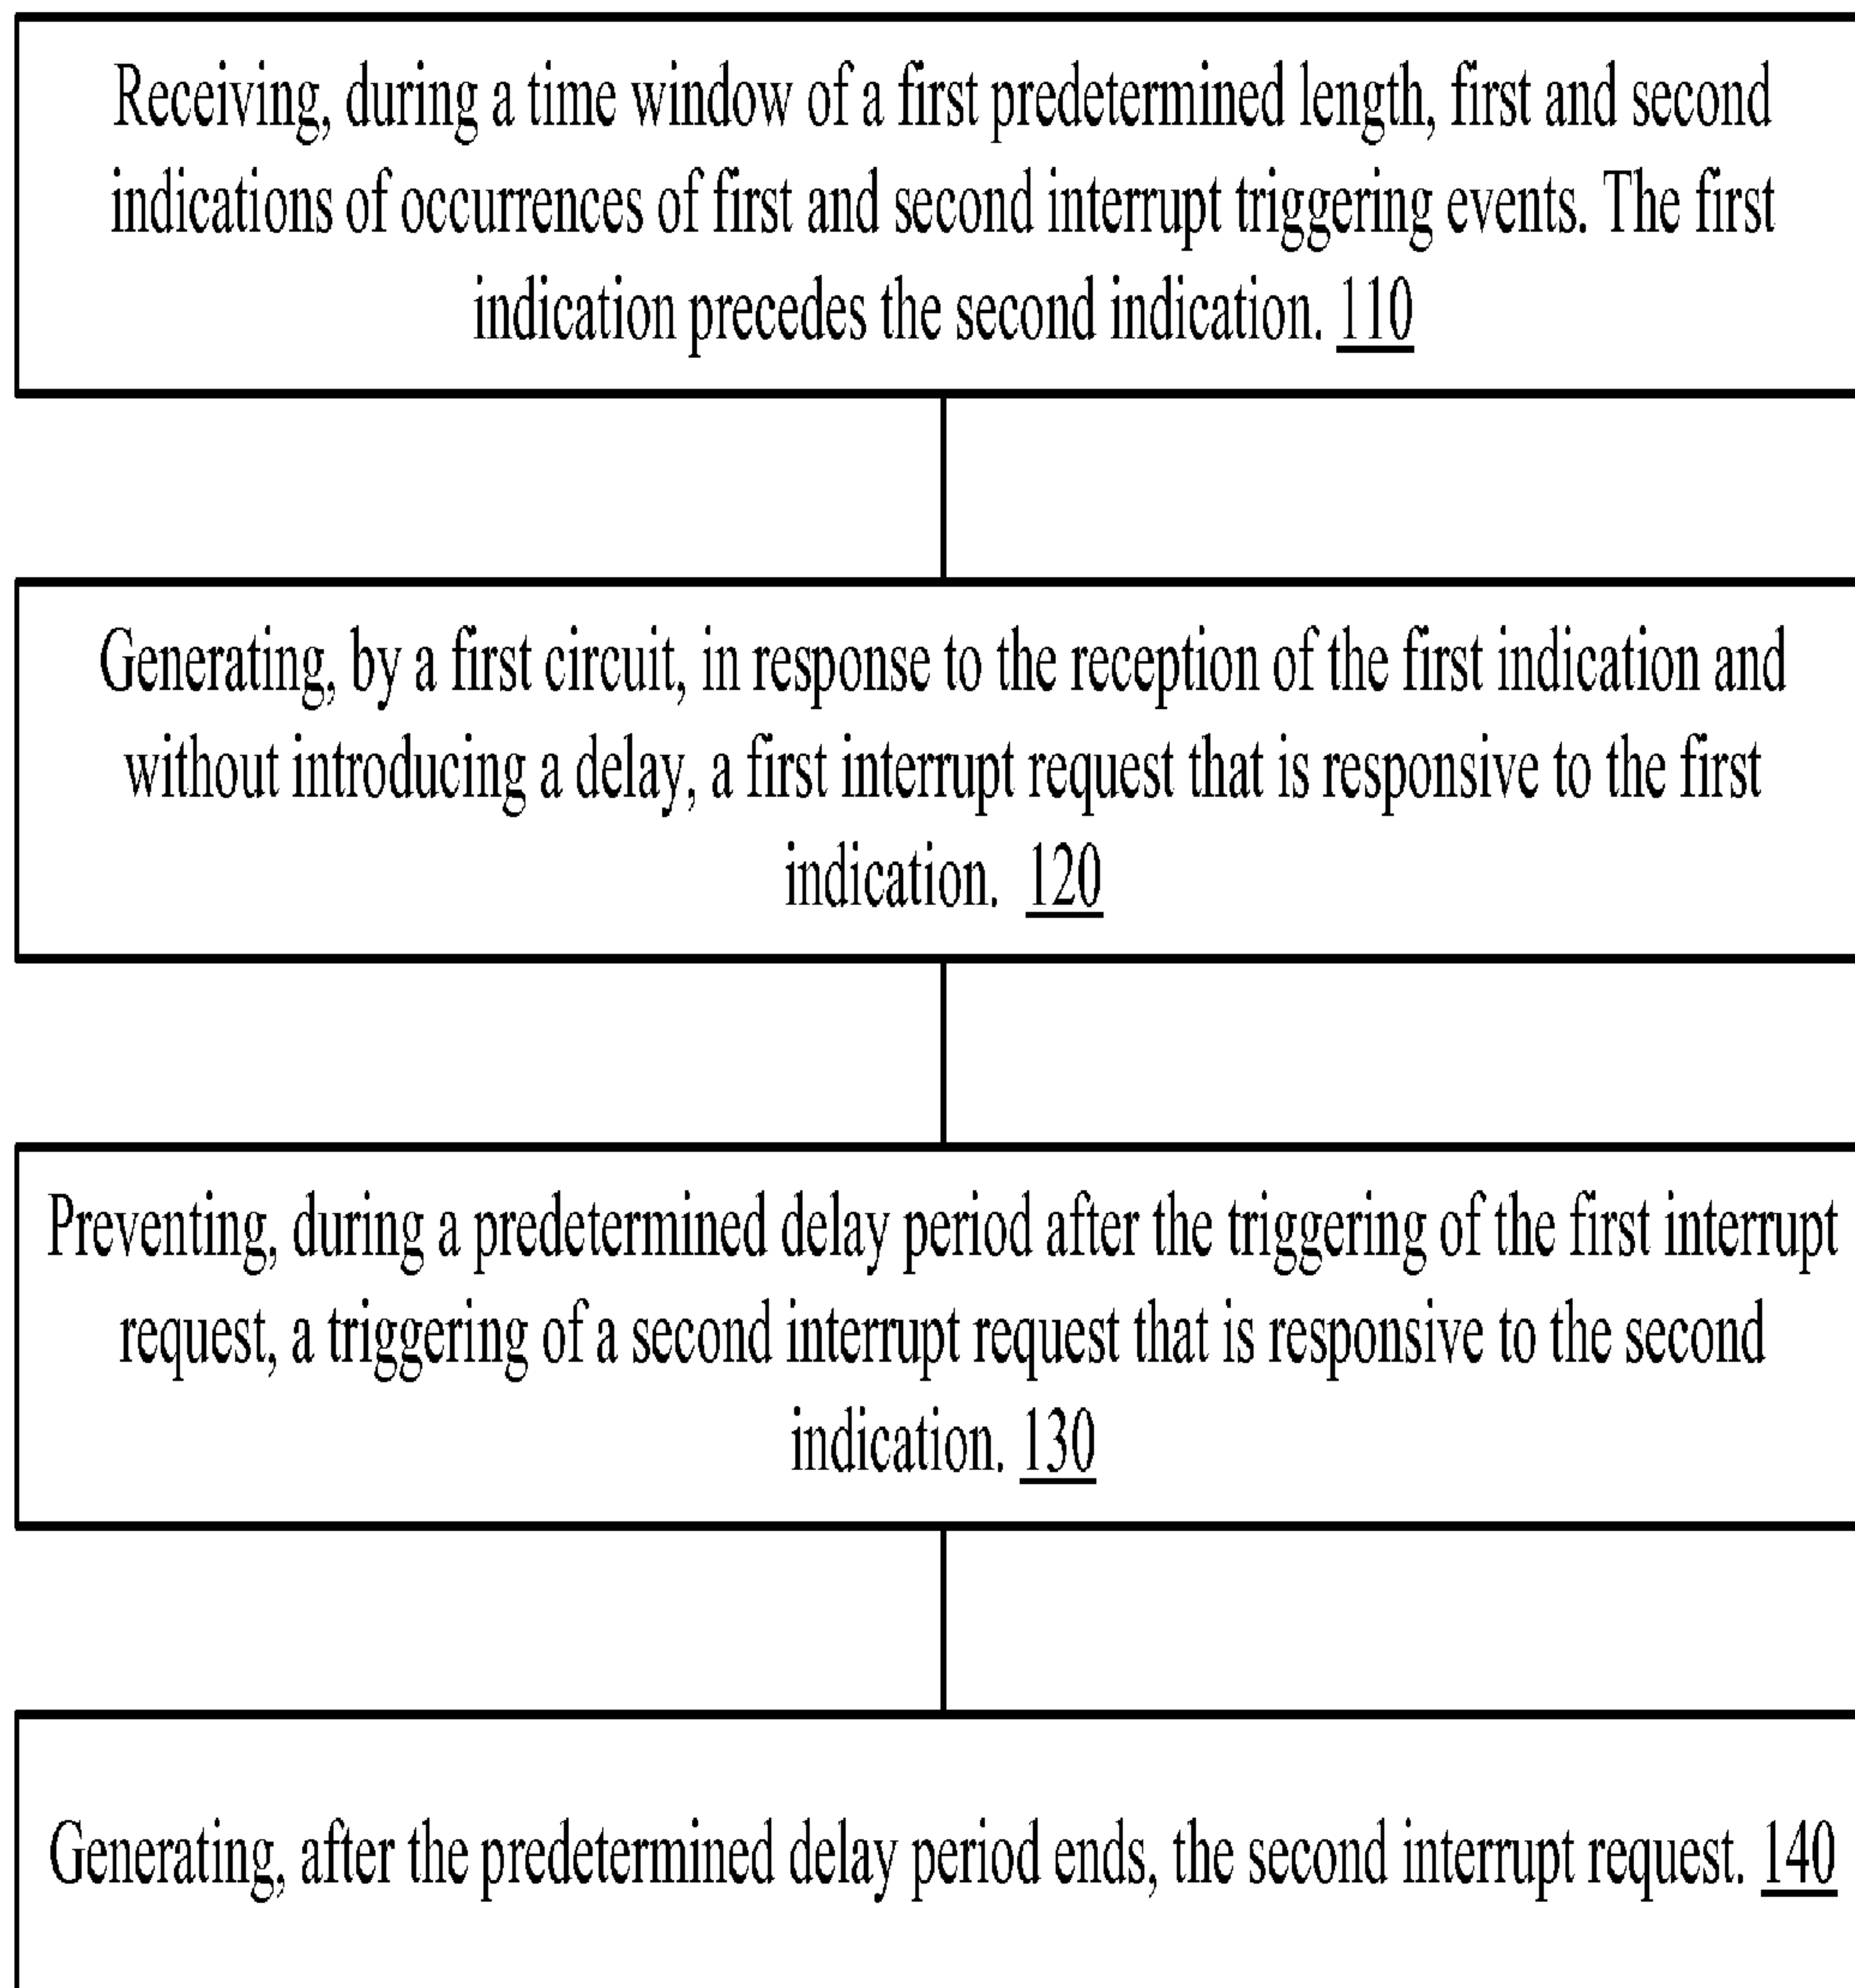 Receiving, during a time window of a first predetermined length, first and second
indications of occurrences of first and second interrupt triggering events. The first
indication precedes the second indication. 110
Generating, by a first circuit, in response to the reception of the first indication and
without introducing a delay, a first interrupt request that is responsive to the first
indication. 120
Preventing, during a predetermined delay period after the triggering of the first interrupt
request, a triggering of a second interrupt request that is responsive to the second
indication. 130
Generating, after the predetermined delay period ends, the second interrupt request. 140